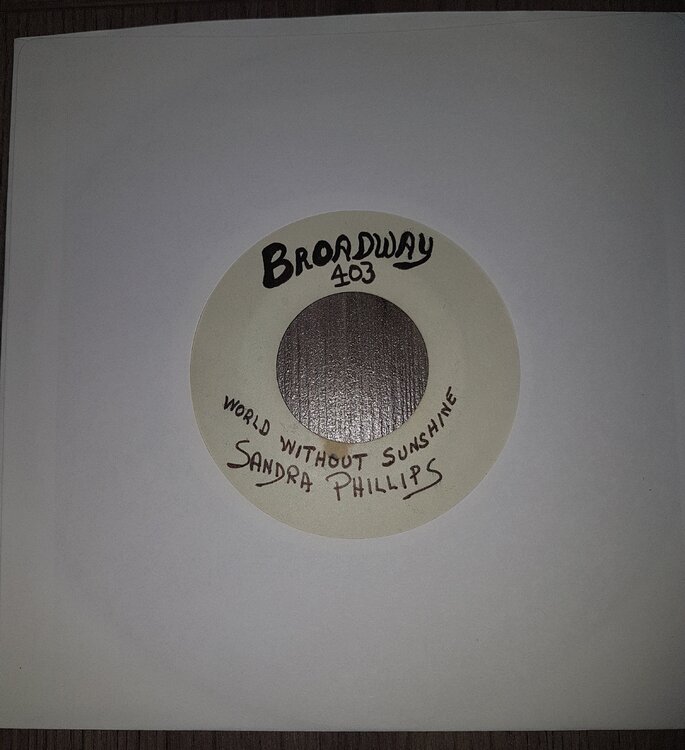 BROADWAY
403
WORLD WITHOUT SUNSHINE
SANDRA PHILLIPS